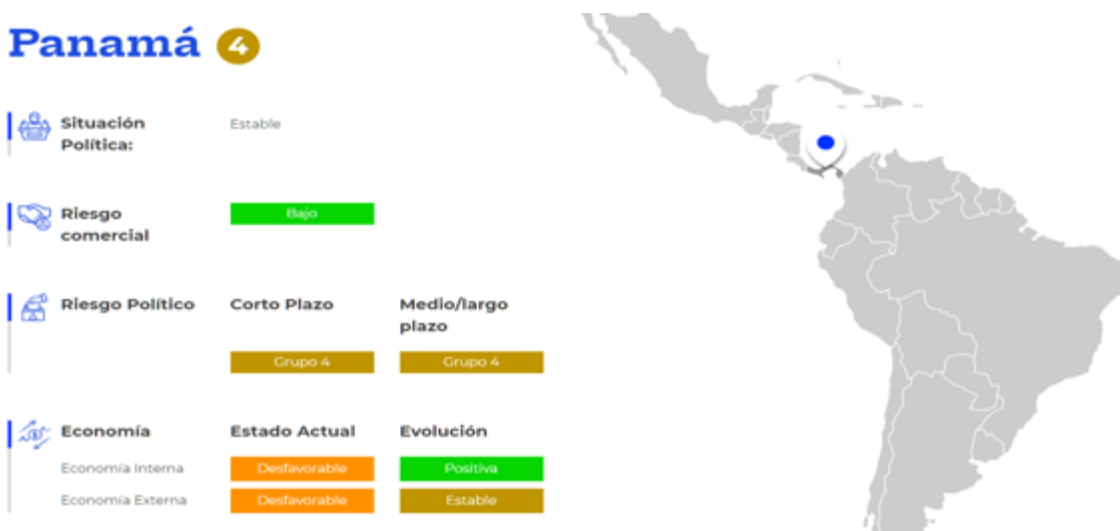 Panamá 4
Situación Política: Estable
Riesgo comercial Bajo
Riesgo Político Corto Plazo Medio/largo plazo
Grupo 4 Grupo 4
Economía Estado Actual Evolución
Economía Interna Desfavorable Positiva
Economía Externa Desfavorable Estable